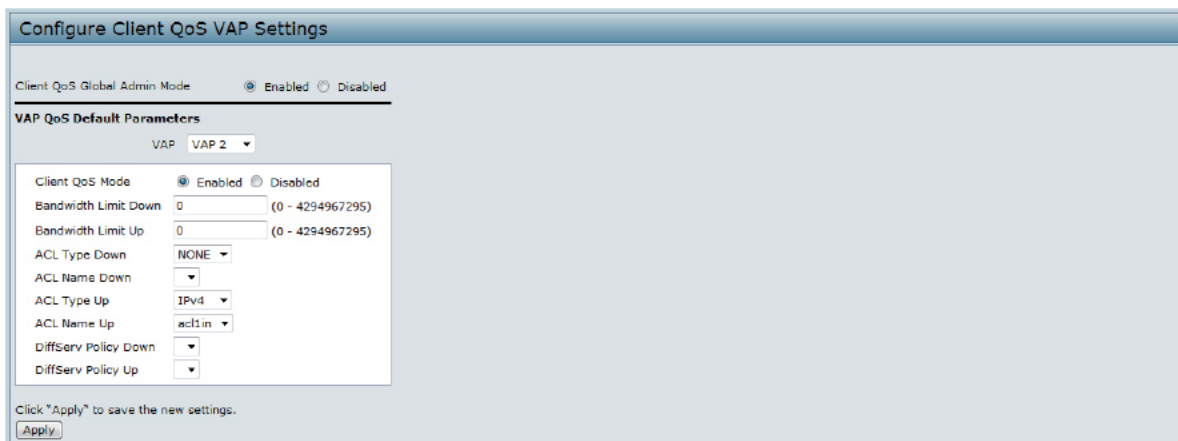 Configure Client QoS VAP Settings
Client QoS Global Admin Mode Enabled Disabled
VAP QoS Default Parameters
VAP VAP 2
Client QoS Mode Enabled Disabled
Bandwidth Limit Down 0 (0 - 4294967295)
Bandwidth Limit Up 0 (0 - 4294967295)
ACL Type Down NONE
ACL Name Down
ACL Type Up IPv4
ACL Name Up acl1in
DiffServ Policy Down
DiffServ Policy Up
Click "Apply" to save the new settings.
Apply